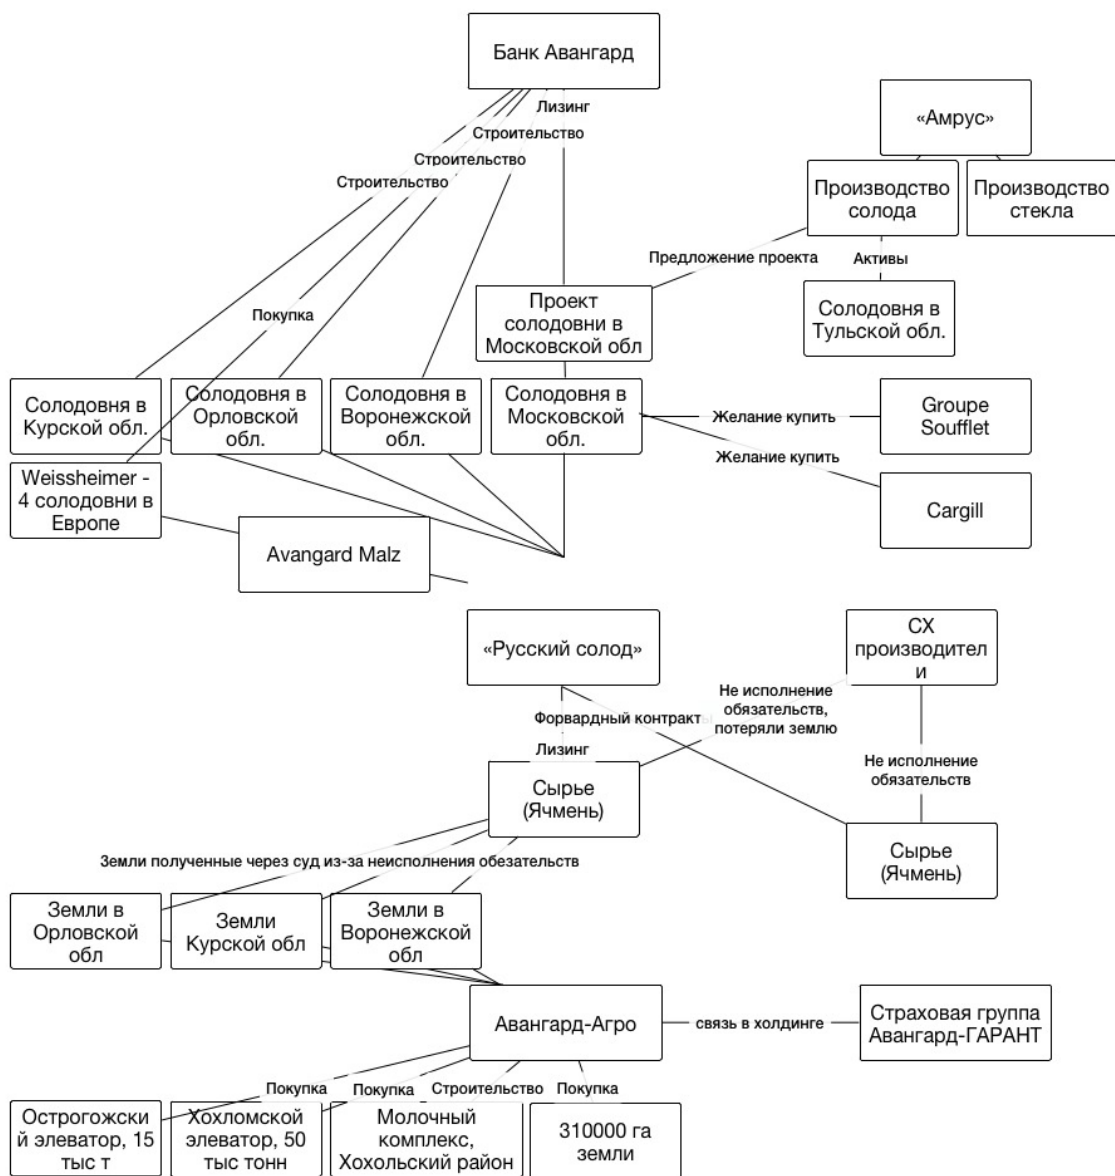 Банк Авангард
Лизинг
Строительство
Строительство
Строительство
«Амрус»
Производство
солода
Производство
стекла
Предложение проекта
Активы
Покупка
Проект
солодовни в
Московской обл
Солодовня в
Тульской обл.
Солодовня в
Курской обл.
Солодовня в
Орловской
обл.
Солодовня в
Воронежской
обл.
Солодовня в
Московской
обл.
Желание купить
Groupe
Soufflet
Желание купить
Cargill
Weissheimer -
4 солодовни в
Европе
Avangard Malz
«Русский солод»
СХ
производител
и
Не исполнение
обязательств,
потеряли землю
Форвардный контракты
Лизинг
Не исполнение
обязательств
Сырье
(Ячмень)
Сырье
(Ячмень)
Земли полученные через суд из-за неисполнения обезательств
Земли в
Орловской
обл
Земли
Курской обл
Земли в
Воронежской
обл
Авангард-Агро
связь в холдинге
Страховая группа
Авангард-ГАРАНТ
Покупка
Покупка
Строительство
Покупка
Острогожски
й элеватор, 15
тыс т
Хохломской
элеватор, 50
тыс тонн
Молочный
комплекс,
Хохольский район
310000 га
земли